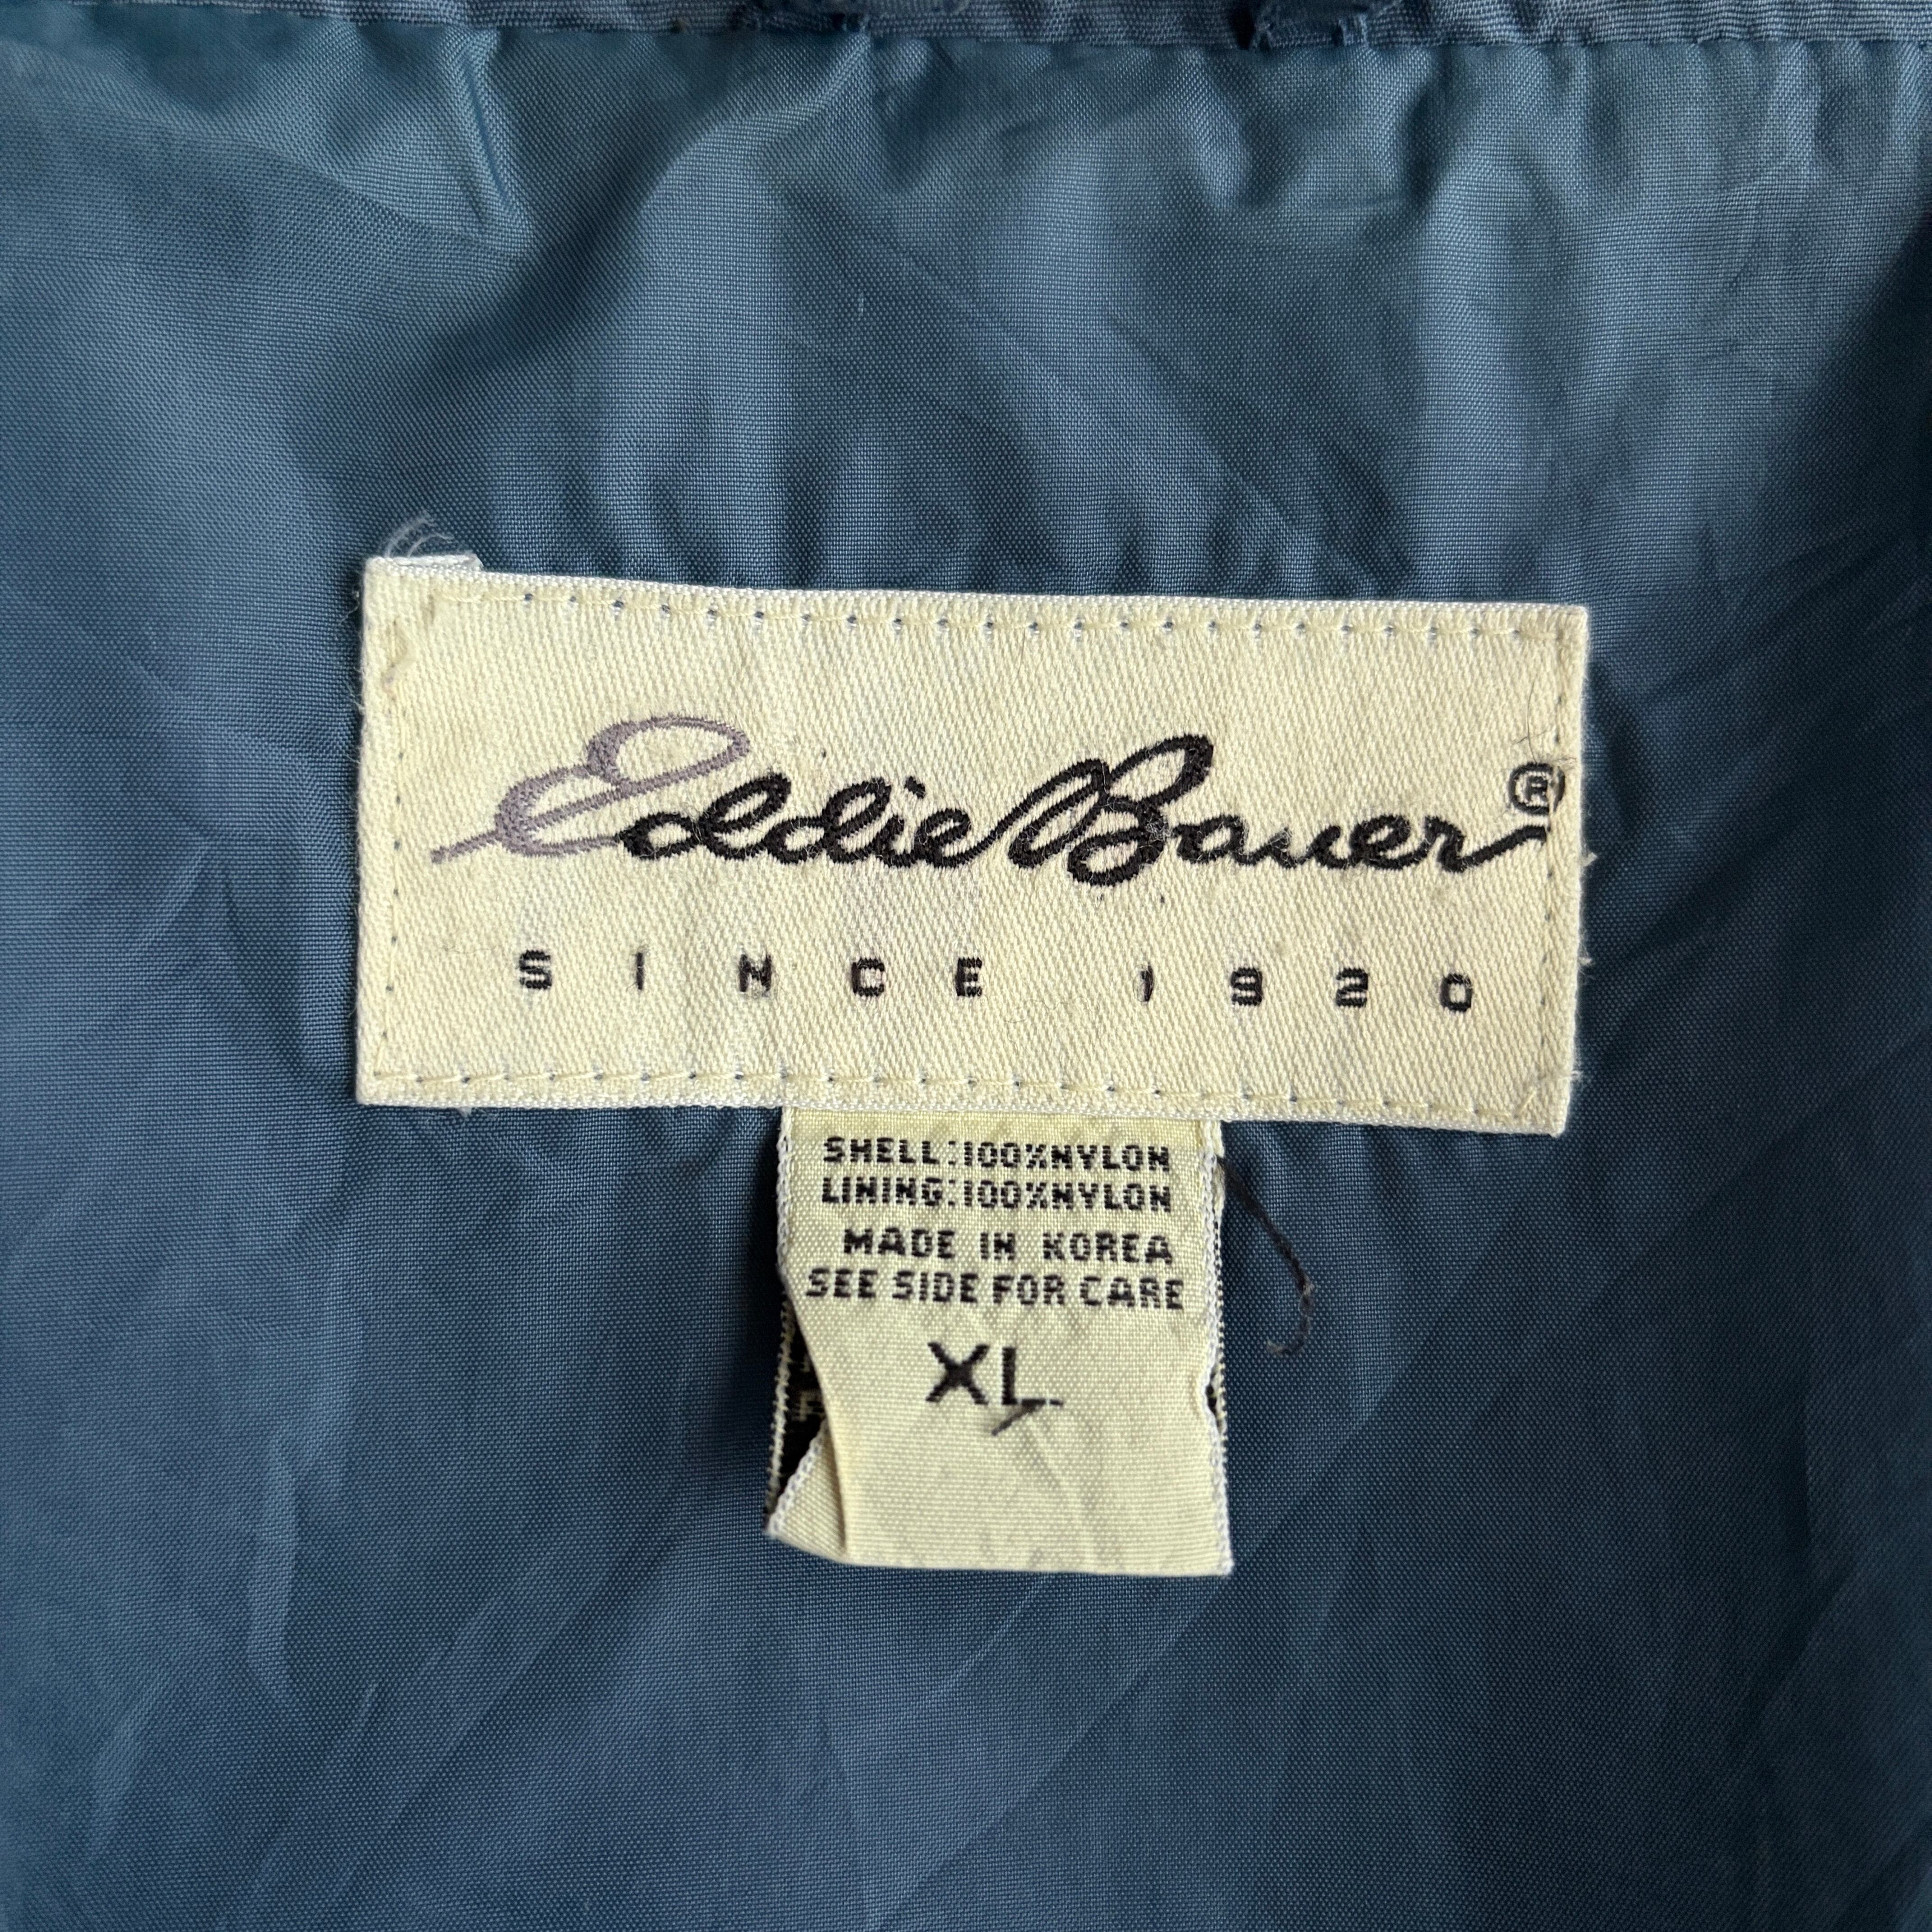 Eddie Bauer®
SINCE 1920
SHELL:100%NYLON
LINING:100%NYLON
MADE IN KOREA
SEE SIDE FOR CARE
XL